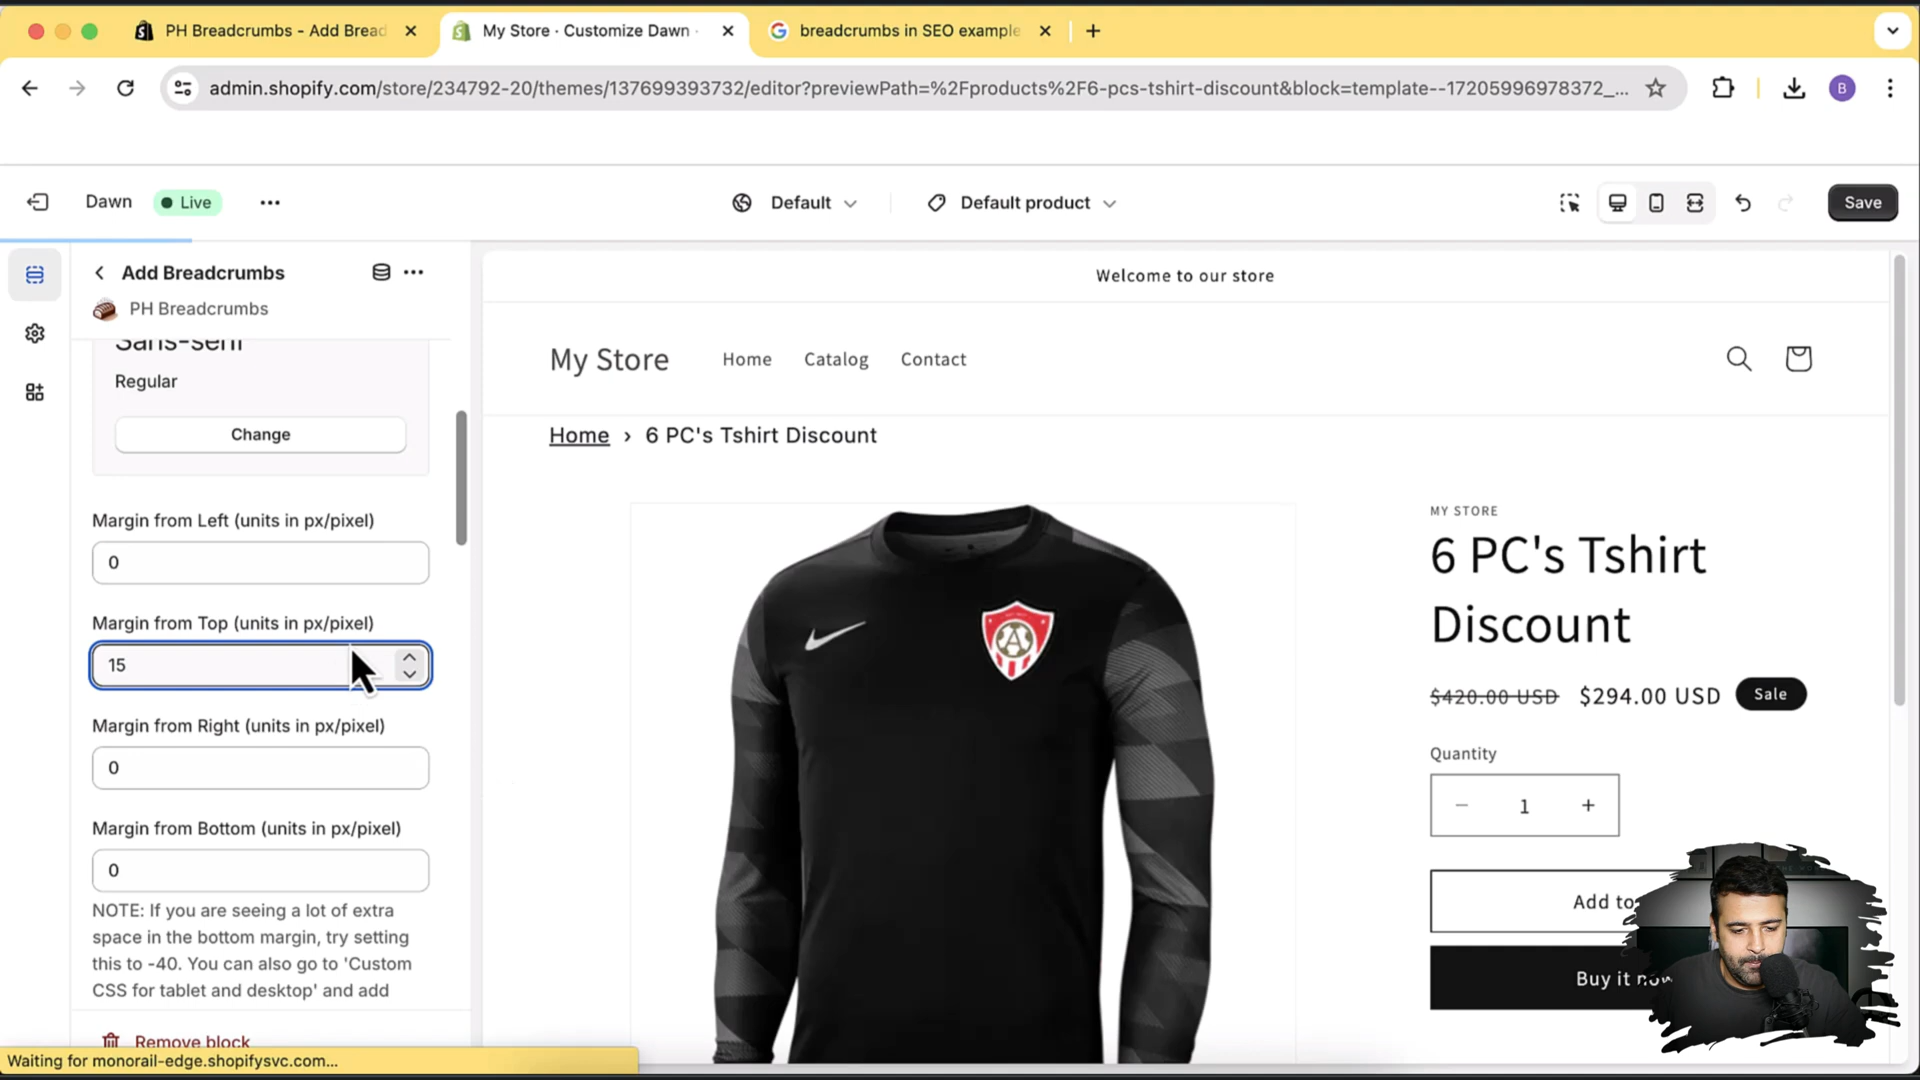 PH Breadcrumbs - Add Bread
My Store · Customize Dawn ·
breadcrumbs in SEO example
admin.shopify.com/store/234792-20/themes/137699393732/editor?previewPath=%2Fproducts%2F6-pcs-tshirt-discount&block=template--17205996978372_...
B
Dawn
Live
Default
Default product
Save
Add Breadcrumbs
PH Breadcrumbs
Sans-serif
Regular
Change
Margin from Left (units in px/pixel)
0
Margin from Top (units in px/pixel)
15
Margin from Right (units in px/pixel)
0
Margin from Bottom (units in px/pixel)
0
NOTE: If you are seeing a lot of extra
space in the bottom margin, try setting
this to -40. You can also go to 'Custom
CSS for tablet and desktop' and add
Remove block
Waiting for monorail-edge.shopifysvc.com...
Welcome to our store
My Store
Home
Catalog
Contact
Home › 6 PC's Tshirt Discount
A
MY STORE
6 PC's Tshirt
Discount
$420.00 USD $294.00 USD Sale
Quantity
− 1 +
Add to
Buy it now